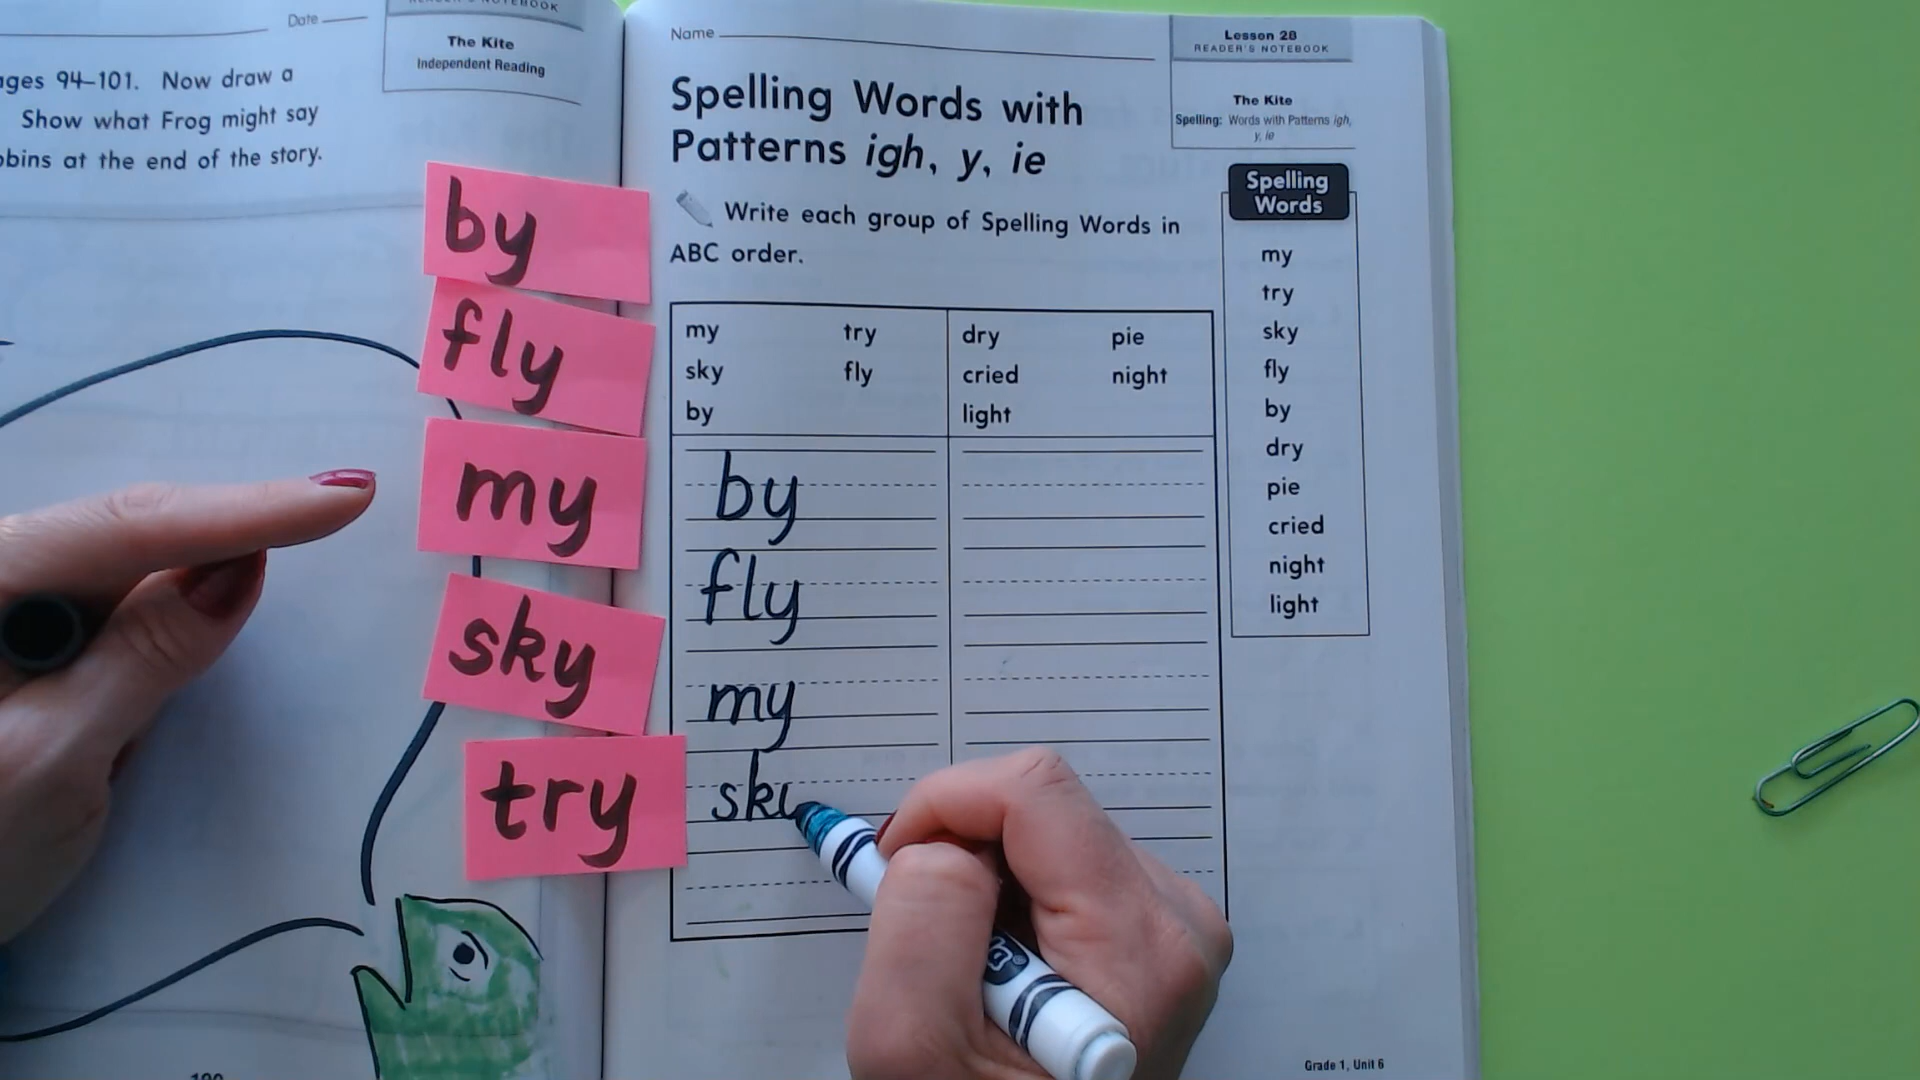 Date
READER'S NOTEBOOK
The Kite
Independent Reading
ages 94–101. Now draw a
Show what Frog might say
at the end of the story.
by
fly
my
sky
try
Name
Lesson 28
READER'S NOTEBOOK
The Kite
Spelling: Words with Patterns igh,
y, ie
Spelling Words with
Patterns igh, y, ie
Write each group of Spelling Words in
ABC order.
my try
sky fly
by
dry pie
cried night
light
by
fly
my
sk
Spelling
Words
my
try
sky
fly
by
dry
pie
cried
night
light
Grade 1, Unit 6